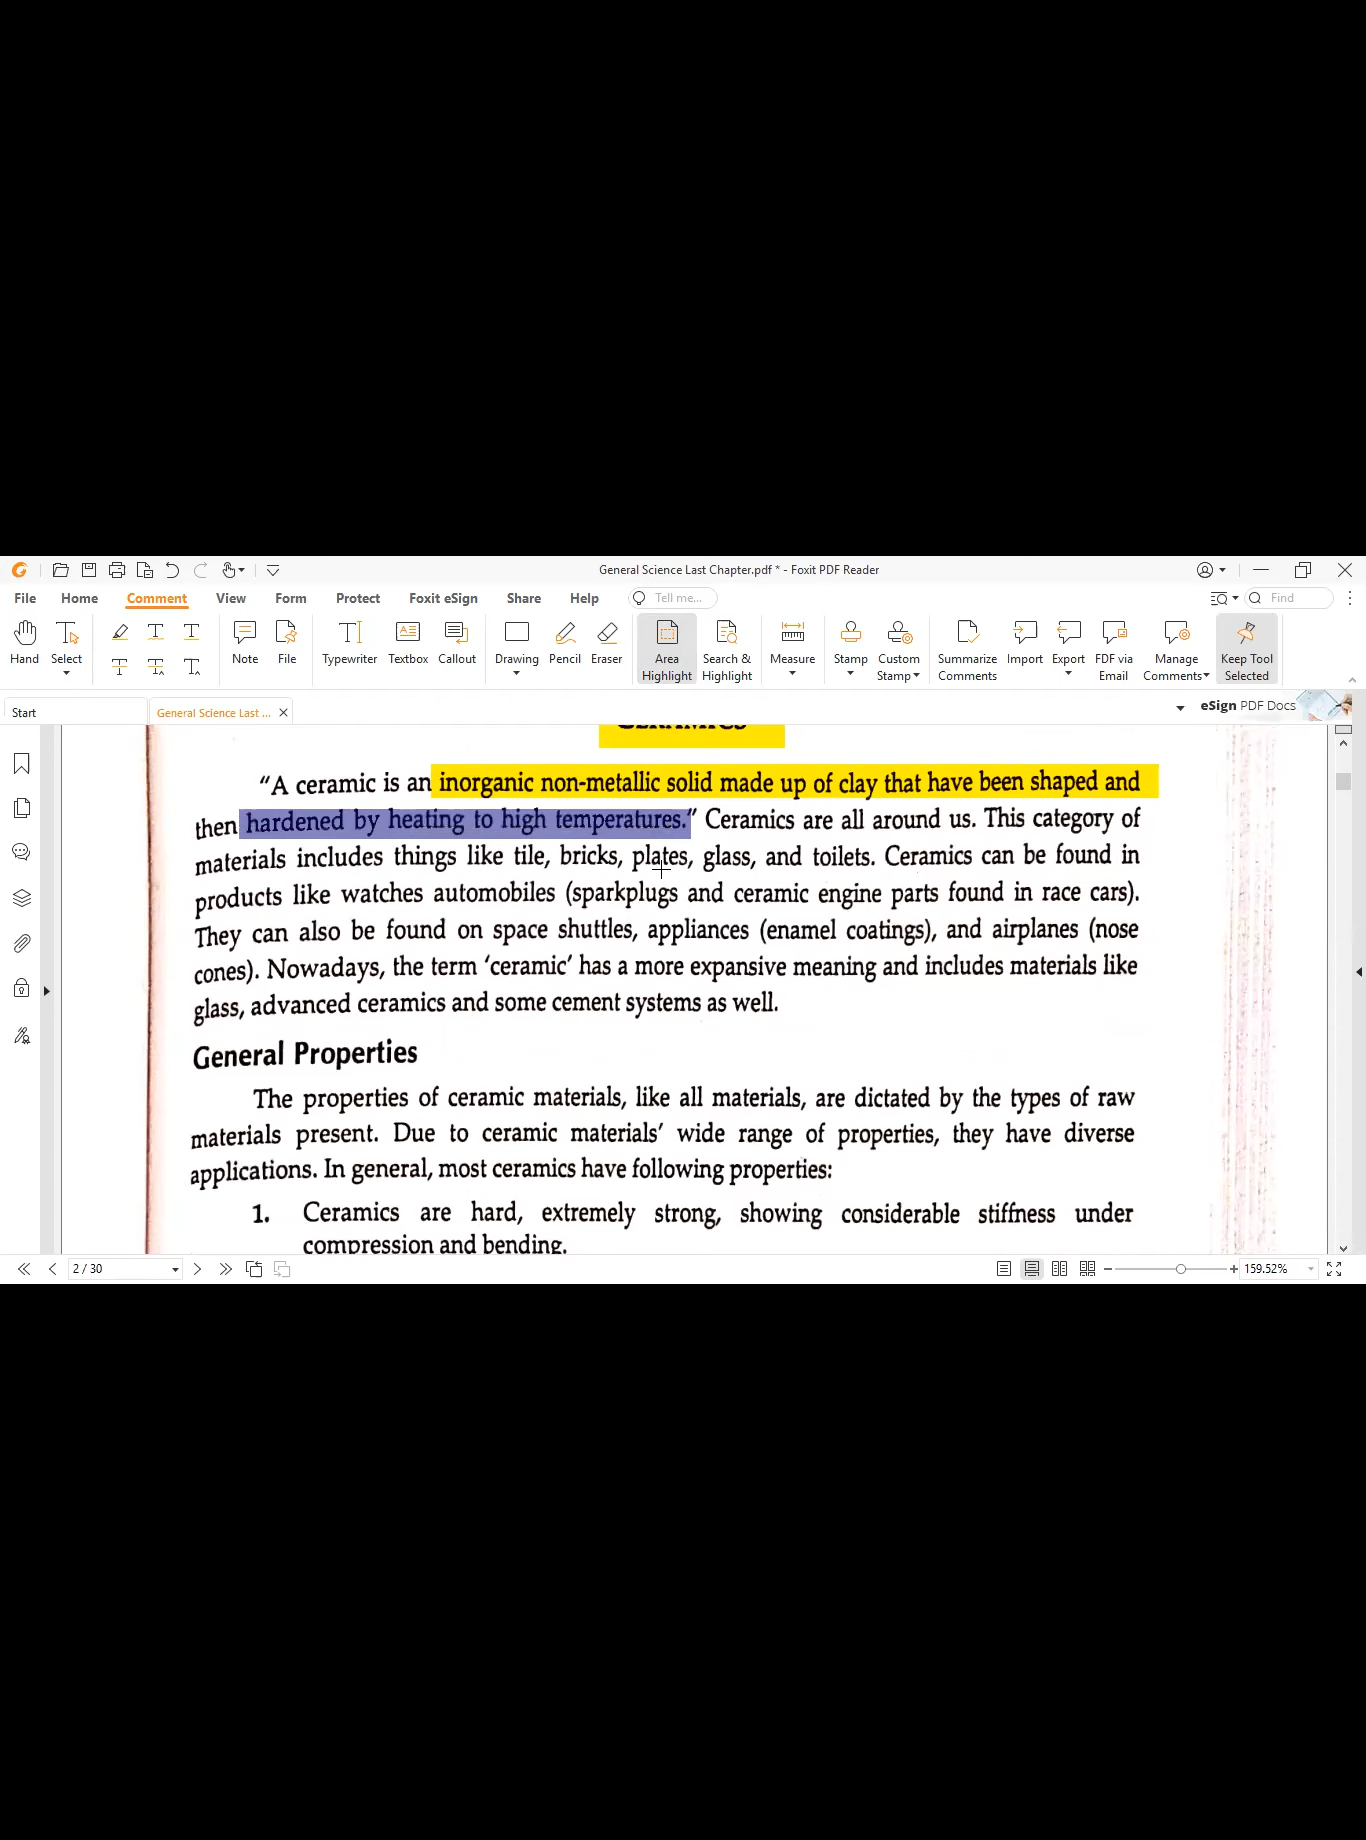 General Science Last Chapter.pdf * - Foxit PDF Reader
File Home Comment View Form Protect Foxit eSign Share Help Tell me... Find
Hand Select Note File Typewriter Textbox Callout Drawing Pencil Eraser Area Highlight Search & Highlight Measure Stamp Custom Stamp Summarize Comments Import Export FDF via Email Manage Comments Keep Tool Selected
Start General Science Last ... eSign PDF Docs
CERAMICS
“A ceramic is an inorganic non-metallic solid made up of clay that have been shaped and
then hardened by heating to high temperatures.” Ceramics are all around us. This category of
materials includes things like tile, bricks, plates, glass, and toilets. Ceramics can be found in
products like watches automobiles (sparkplugs and ceramic engine parts found in race cars).
They can also be found on space shuttles, appliances (enamel coatings), and airplanes (nose
cones). Nowadays, the term ‘ceramic’ has a more expansive meaning and includes materials like
glass, advanced ceramics and some cement systems as well.
General Properties
The properties of ceramic materials, like all materials, are dictated by the types of raw
materials present. Due to ceramic materials’ wide range of properties, they have diverse
applications. In general, most ceramics have following properties:
1. Ceramics are hard, extremely strong, showing considerable stiffness under
compression and bending.
2 / 30 159.52%